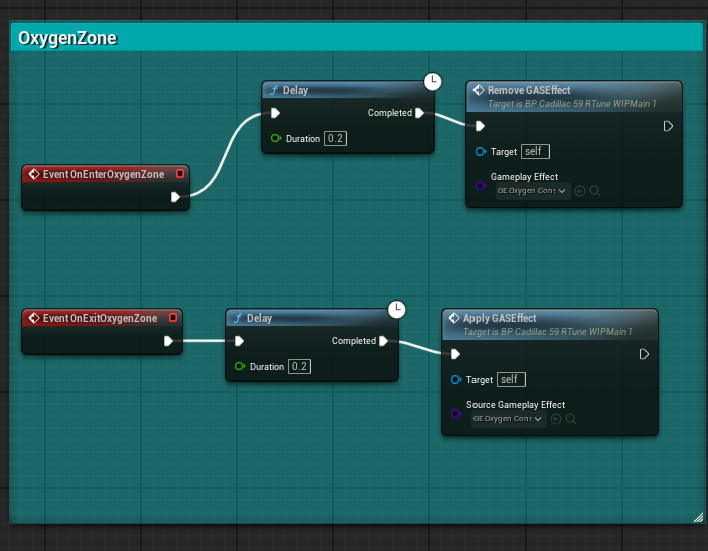 OxygenZone
Delay
Completed
Duration 0.2
Remove GASEffect
Target is BP Cadillac 59 RTune WIPMain 1
Target self
Gameplay Effect
GE Oxygen Cons
Event OnEnterOxygenZone
Event OnExitOxygenZone
Delay
Completed
Duration 0.2
Apply GASEffect
Target is BP Cadillac 59 RTune WIPMain 1
Target self
Source Gameplay Effect
GE Oxygen Cons